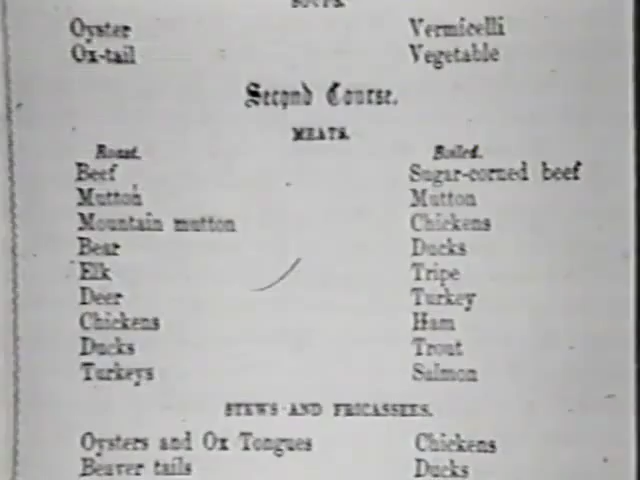 SOUPS.
Oyster Vermicelli
Ox-tail Vegetable
Second Course.
MEATS.
Roast. Boiled.
Beef Sugar-corned beef
Mutton Mutton
Mountain mutton Chickens
Bear Ducks
Elk Tripe
Deer Turkey
Chickens Ham
Ducks Trout
Turkeys Salmon
STEWS AND FRICASSEES.
Oysters and Ox Tongues Chickens
Beaver tails Ducks